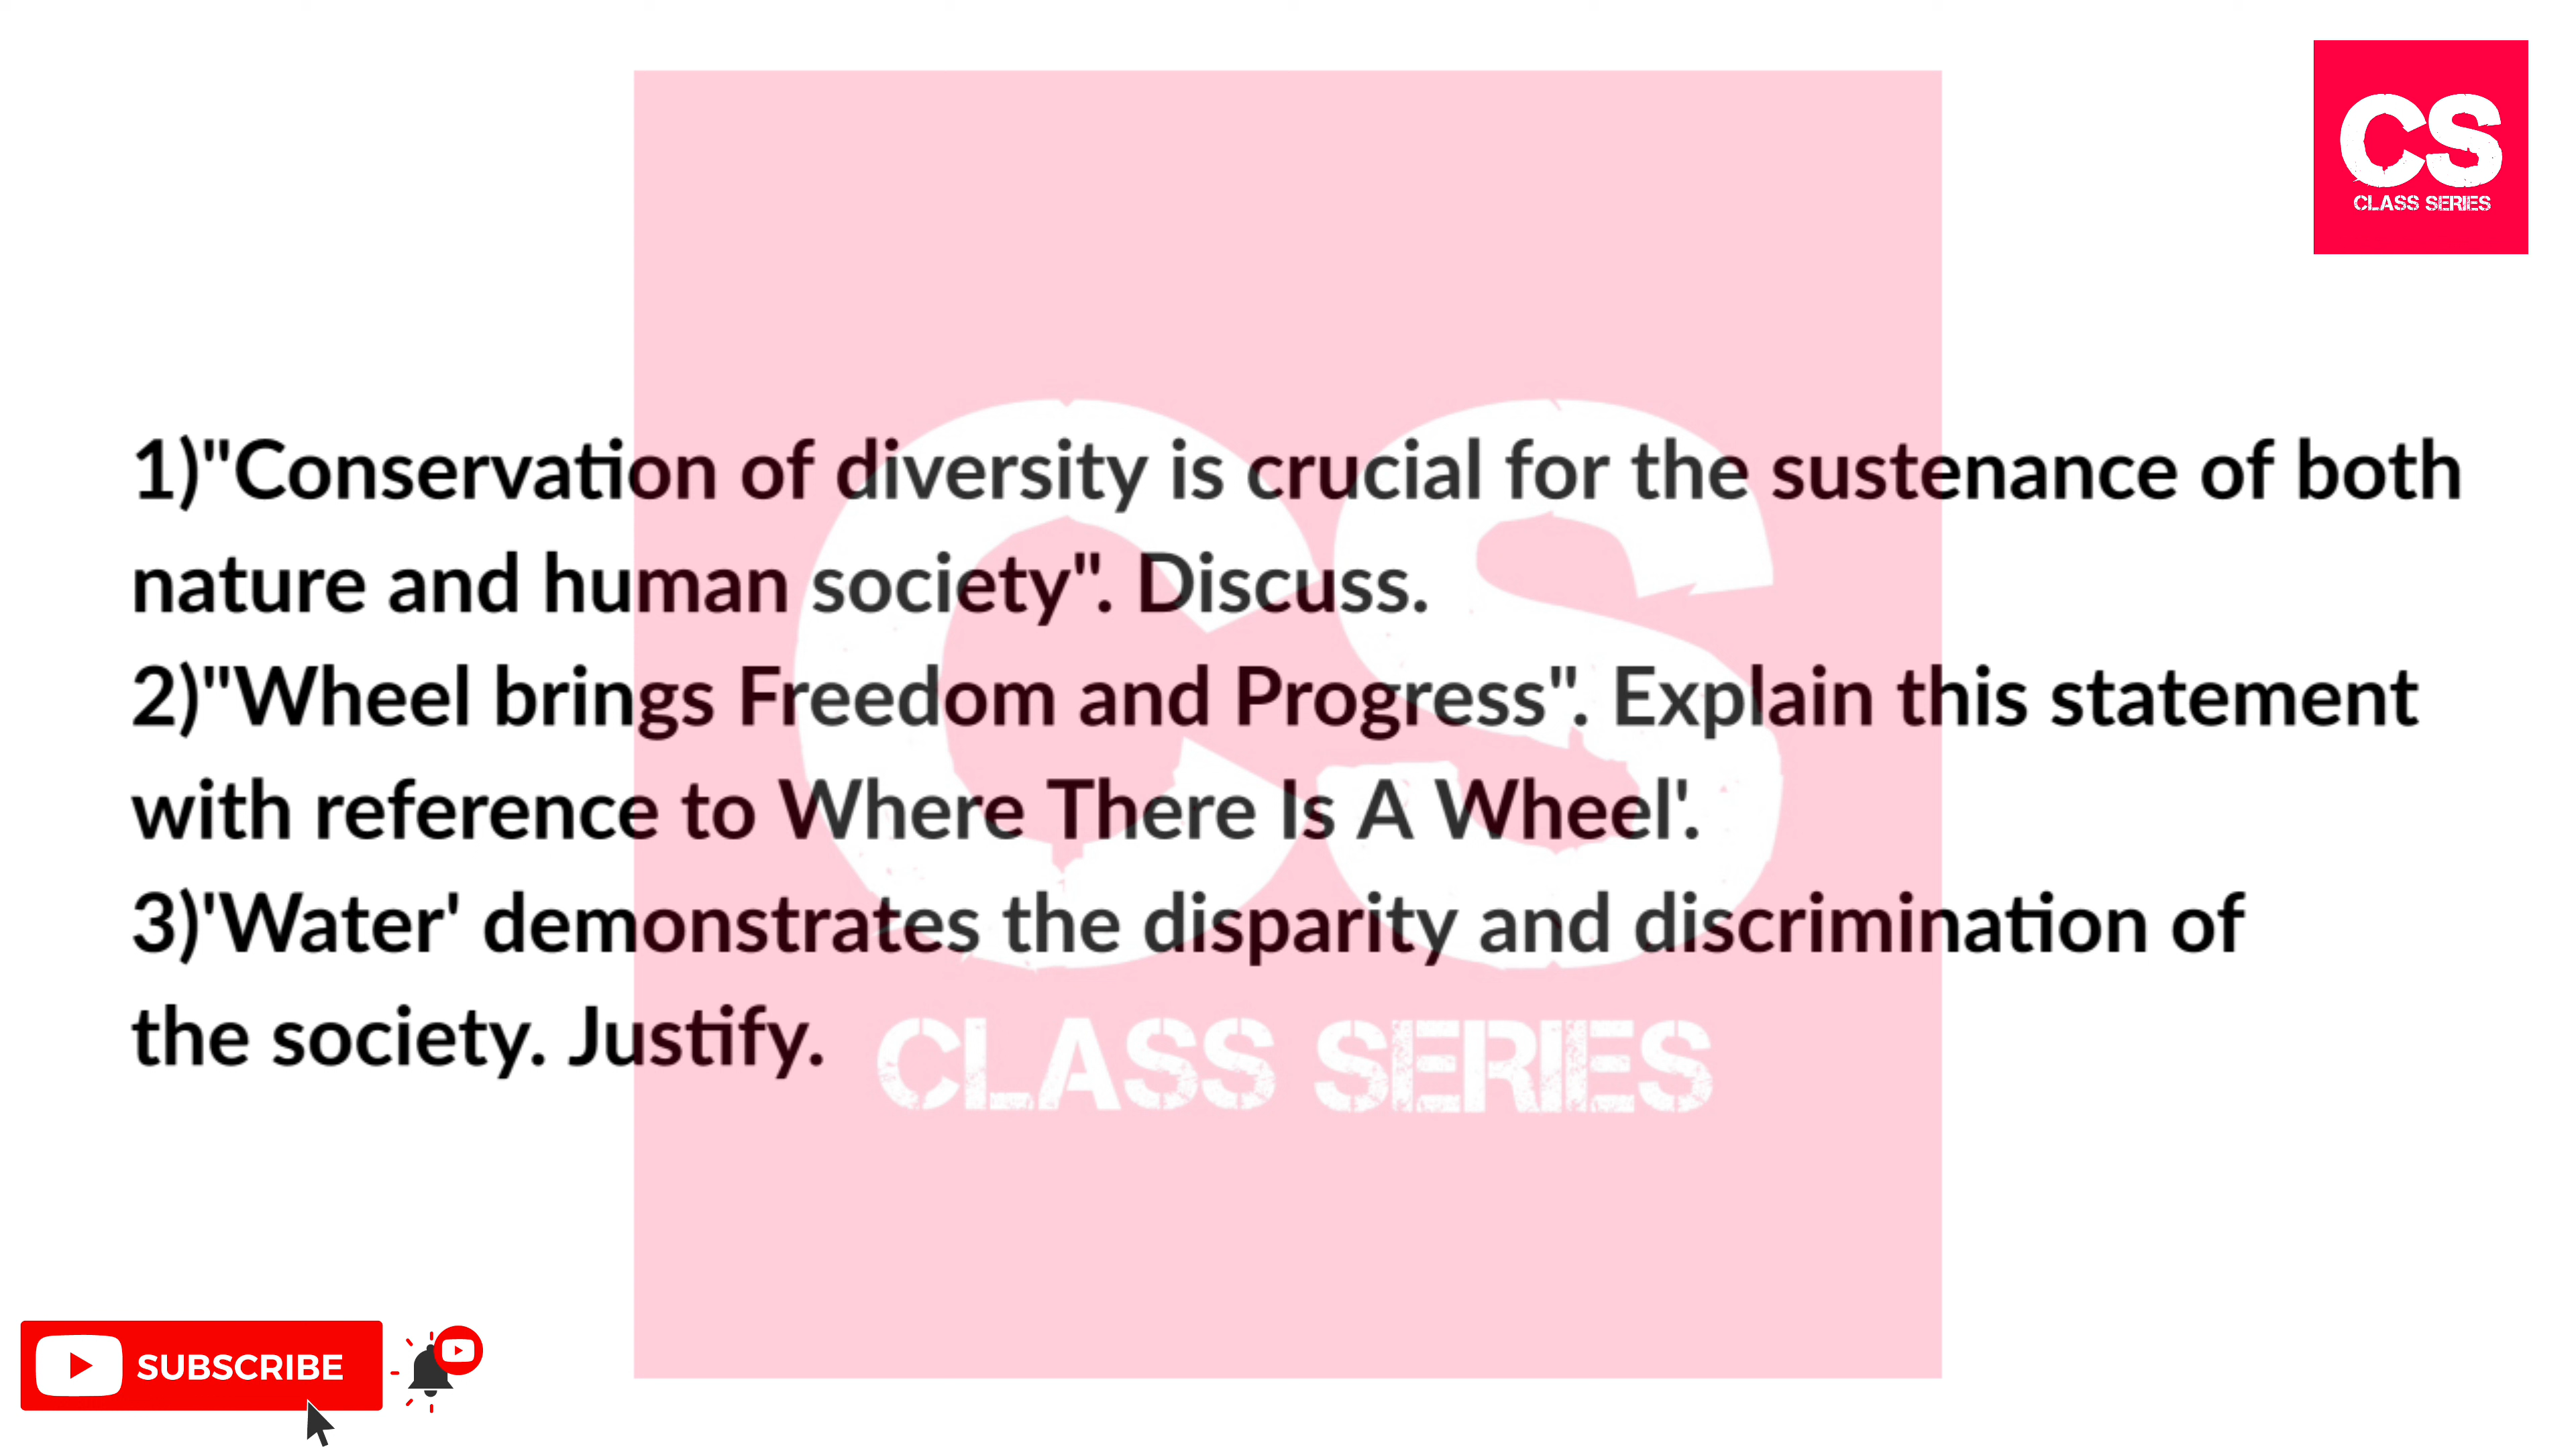 CS
CLASS SERIES
1)"Conservation of diversity is crucial for the sustenance of both
nature and human society". Discuss.
2)"Wheel brings Freedom and Progress". Explain this statement
with reference to Where There Is A Wheel'.
3)'Water' demonstrates the disparity and discrimination of
the society. Justify.
CS
CLASS SERIES
SUBSCRIBE